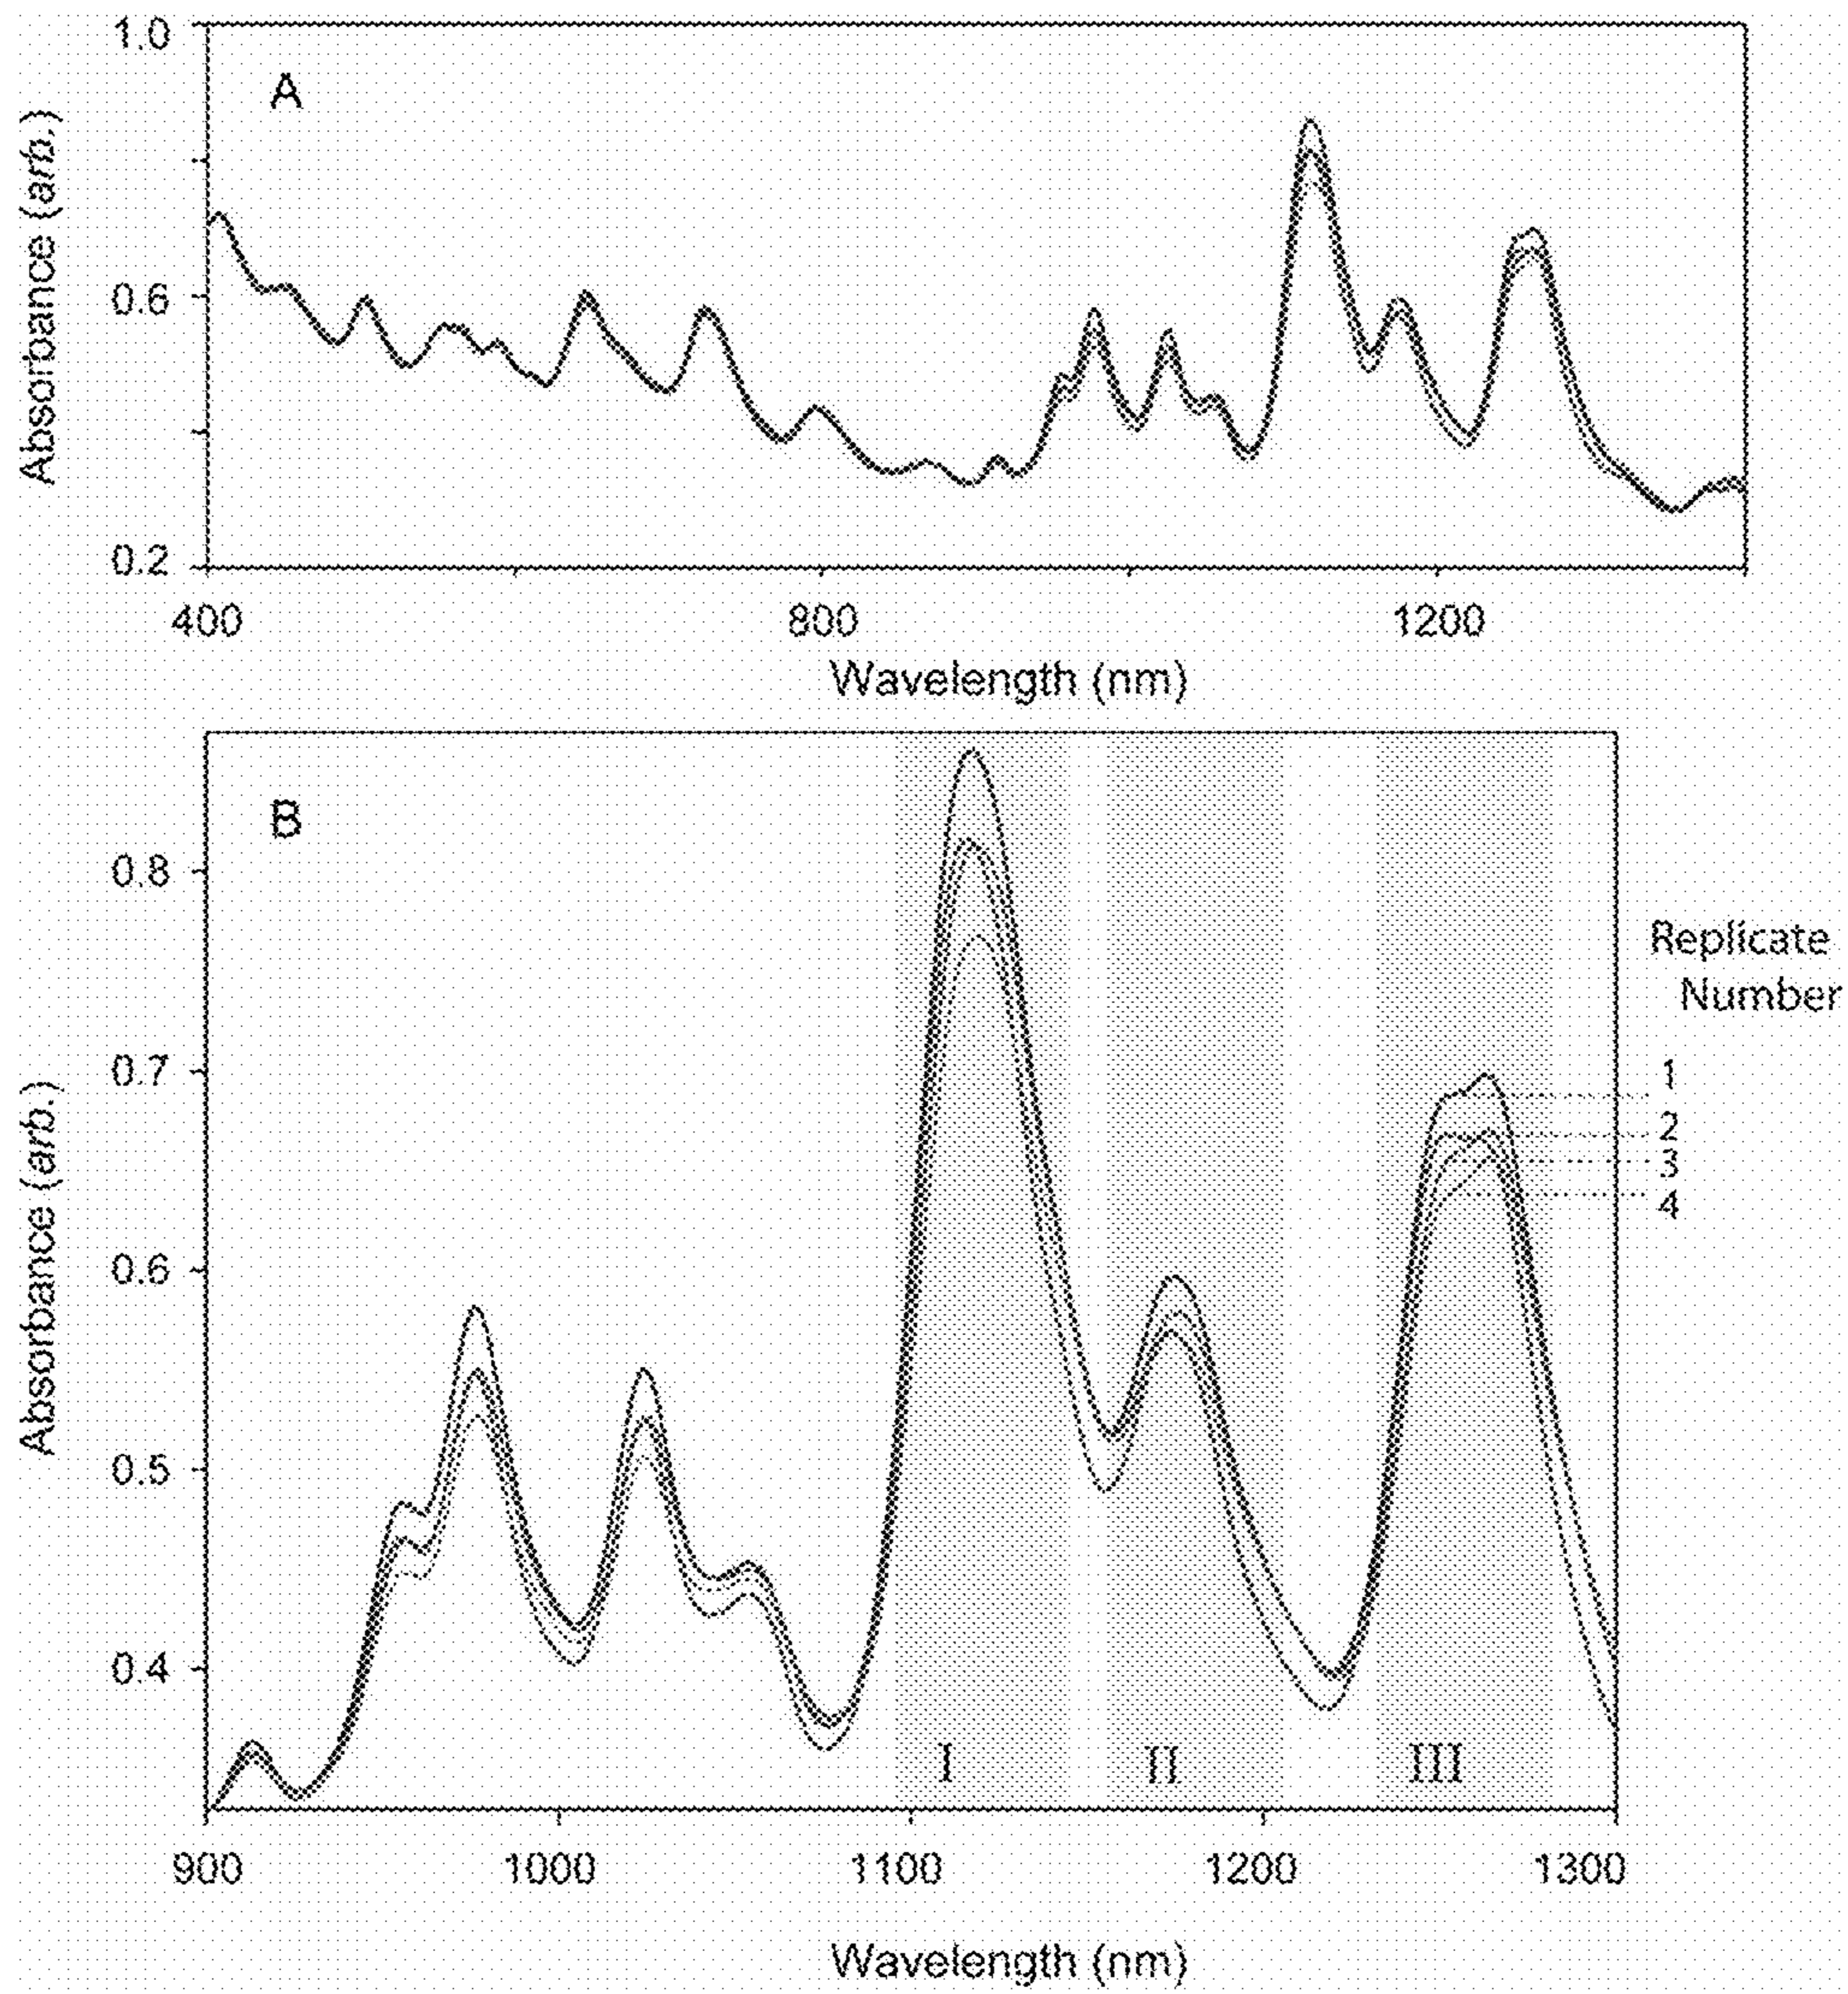 1.0
A
Absorbance (arb.)
0.6
0.2
400 800 1200
Wavelength (nm)
B
0.8
Replicate
Number
0.7
1
2
3
4
Absorbance (arb.)
0.6
0.5
0.4
I II III
900 1000 1100 1200 1300
Wavelength (nm)